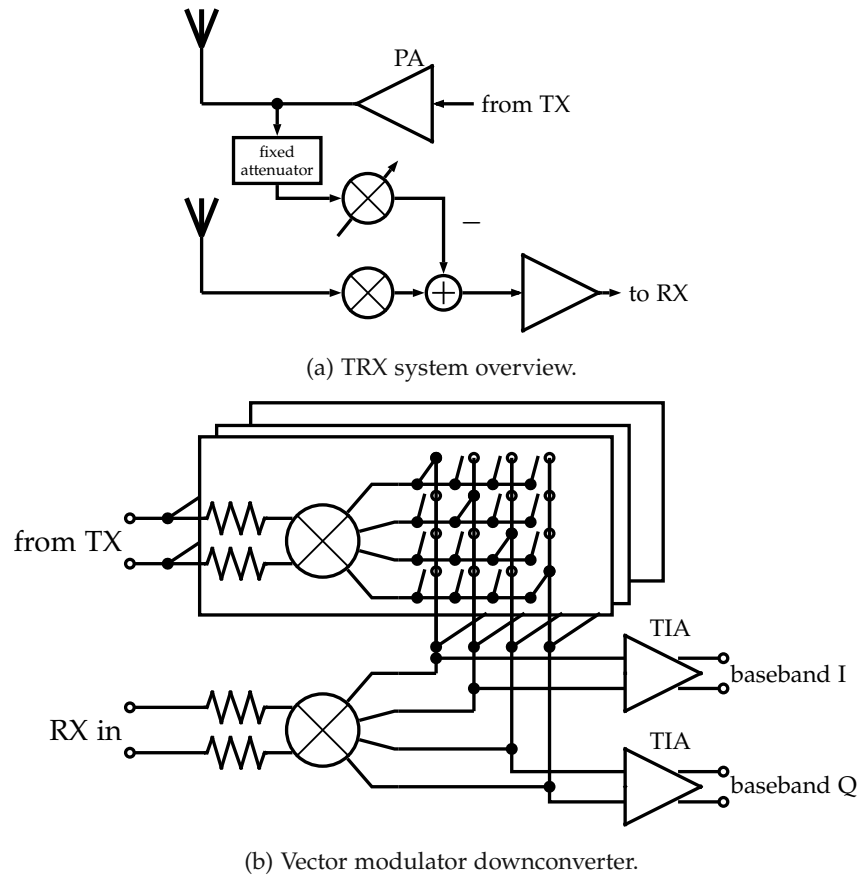 PA
from TX
fixed
attenuator
−
to RX
(a) TRX system overview.
from TX
TIA
baseband I
RX in
TIA
baseband Q
(b) Vector modulator downconverter.